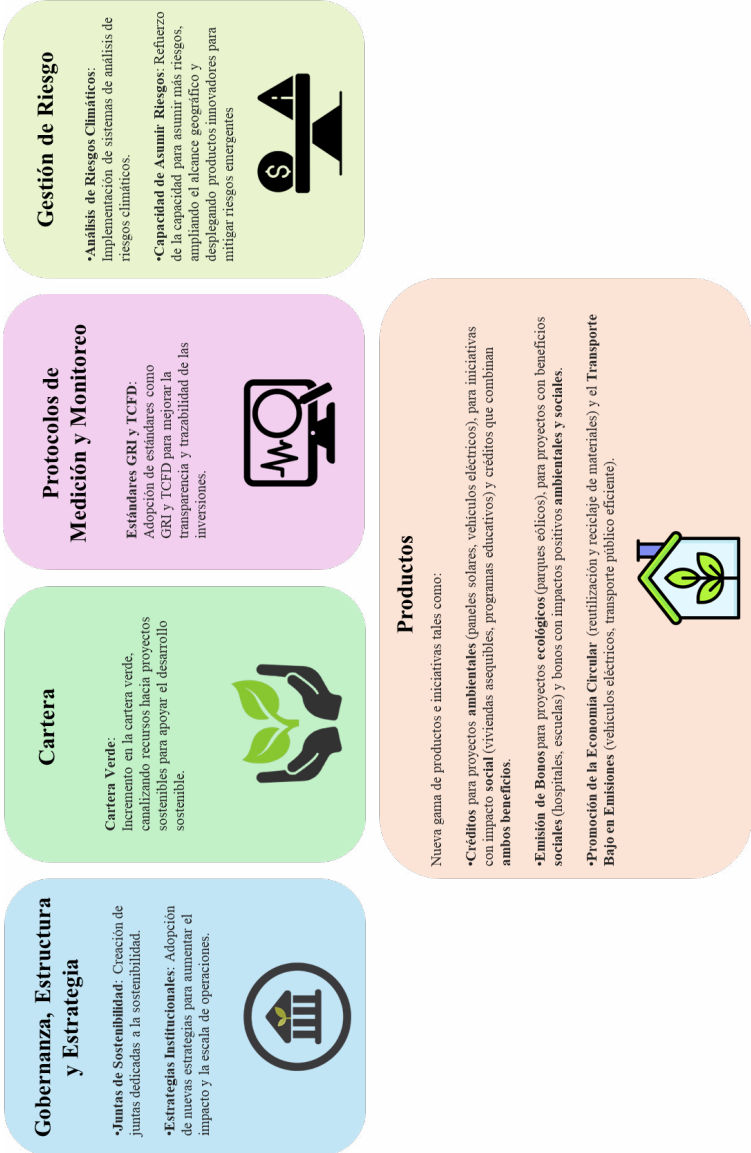 Gobernanza, Estructura
y Estrategia
•Juntas de Sostenibilidad: Creación de
juntas dedicadas a la sostenibilidad.
•Estrategias Institucionales: Adopción
de nuevas estrategias para aumentar el
impacto y la escala de operaciones.
Cartera
Cartera Verde:
Incremento en la cartera verde,
canalizando recursos hacia proyectos
sostenibles para apoyar el desarrollo
sostenible.
Protocolos de
Medición y Monitoreo
Estándares GRI y TCFD:
Adopción de estándares como
GRI y TCFD para mejorar la
transparencia y trazabilidad de las
inversiones.
Gestión de Riesgo
•Análisis de Riesgos Climáticos:
Implementación de sistemas de análisis de
riesgos climáticos.
•Capacidad de Asumir Riesgos: Refuerzo
de la capacidad para asumir más riesgos,
ampliando el alcance geográfico y
desplegando productos innovadores para
mitigar riesgos emergentes
Productos
Nueva gama de productos e iniciativas tales como:
•Créditos para proyectos ambientales (paneles solares, vehículos eléctricos), para iniciativas
con impacto social (viviendas asequibles, programas educativos) y créditos que combinan
ambos beneficios.
•Emisión de Bonos para proyectos ecológicos (parques eólicos), para proyectos con beneficios
sociales (hospitales, escuelas) y bonos con impactos positivos ambientales y sociales.
•Promoción de la Economía Circular (reutilización y reciclaje de materiales) y el Transporte
Bajo en Emisiones (vehículos eléctricos, transporte público eficiente).